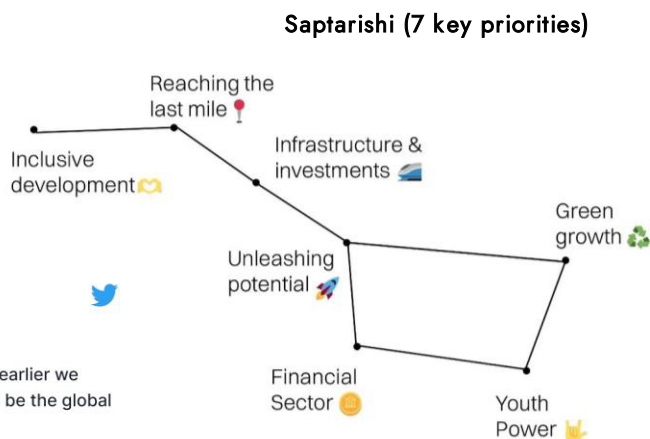 Saptarishi (7 key priorities)
Reaching the
last mile
Inclusive
development
Infrastructure &
investments
Green
growth
Unleashing
potential
earlier we
be the global
Financial
Sector
Youth
Power